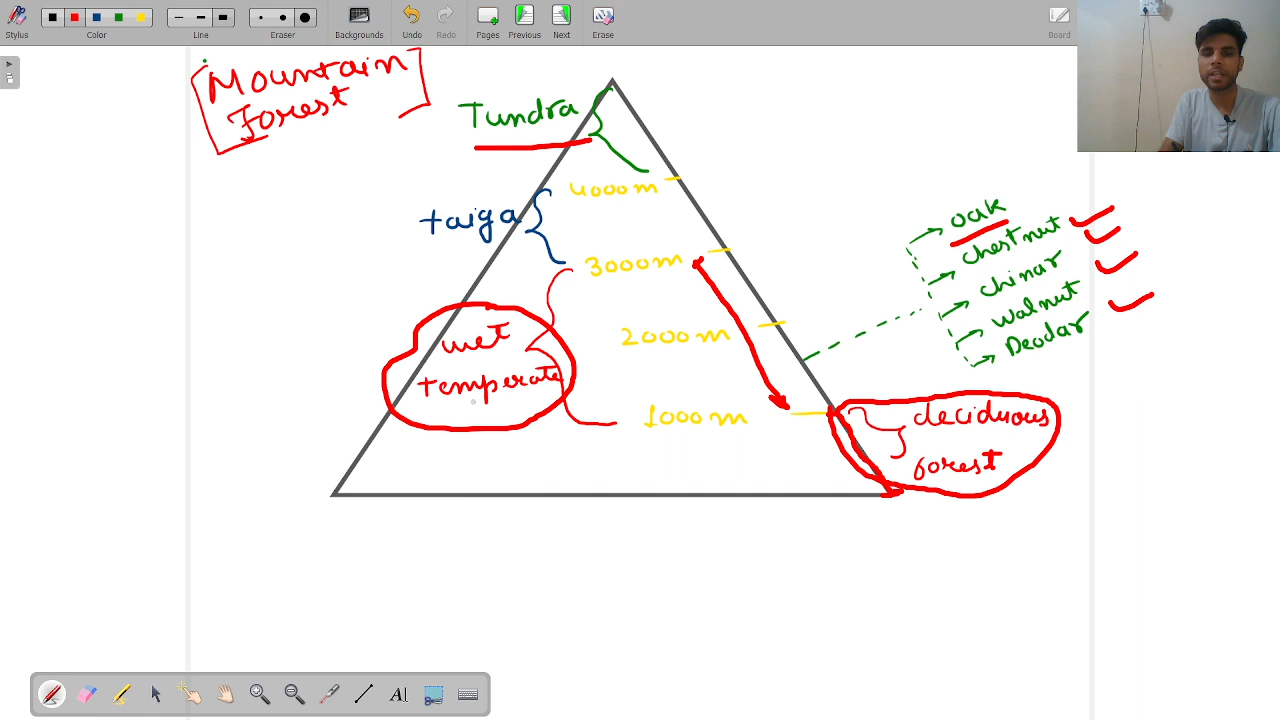 Stylus
Color
Line
Eraser
Backgrounds
Undo
Redo
Pages
Previous
Next
Erase
Board
Mountain
Forest
Tundra
4000m
taiga
3000m
wet
temperate
2000m
1000m
oak
chestnut
chinar
walnut
Deodar
deciduous
forest